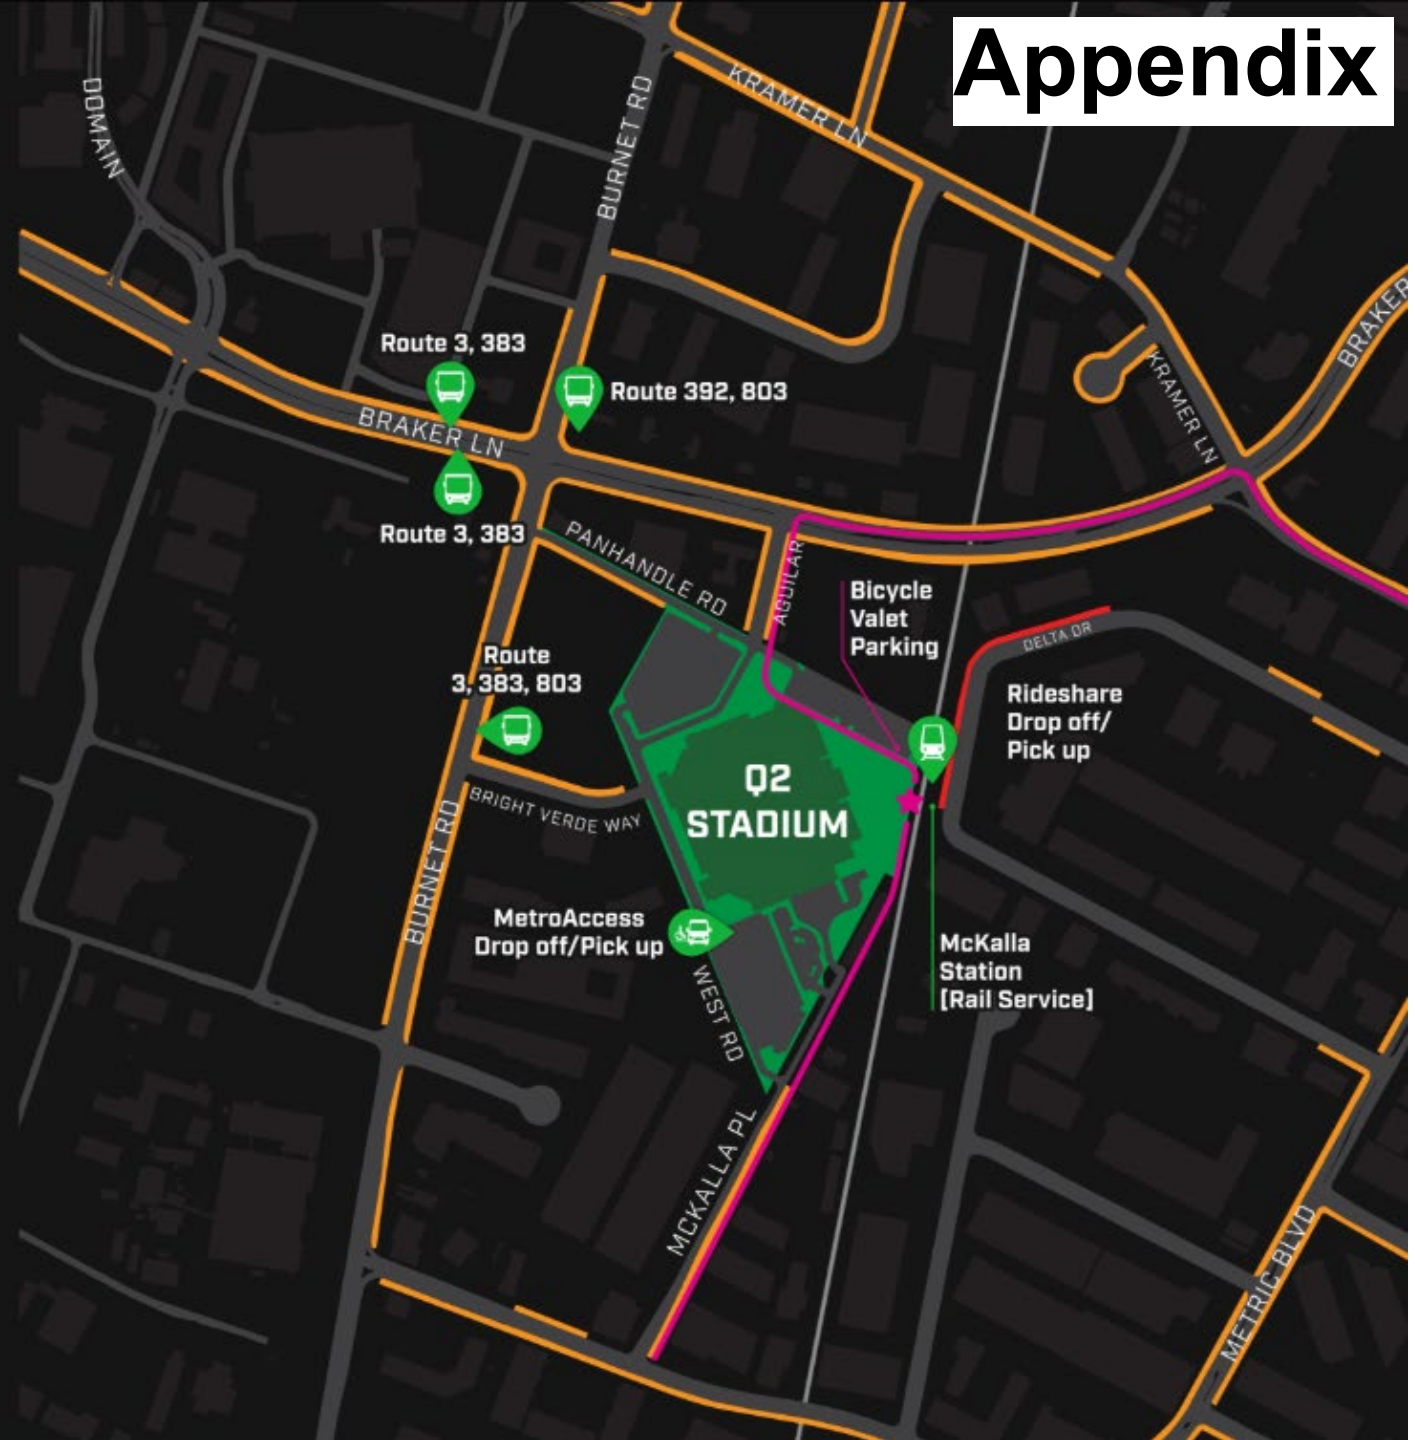 Appendix
KRAMER LN
DOMAIN
BURNET RD
BRAKER
Route 3, 383
Route 392, 803
KRAMER LN
BRAKER LN
Route 3, 383
PANHANDLE RD
AGUILAR
Bicycle
Valet
Parking
DELTA DR
Route
3, 383, 803
Rideshare
Drop off/
Pick up
Q2
STADIUM
BRIGHT VERDE WAY
BURNET RD
MetroAccess
Drop off/Pick up
McKalla
Station
[Rail Service]
WEST RD
MCKALLA PL
METRIC BLVD